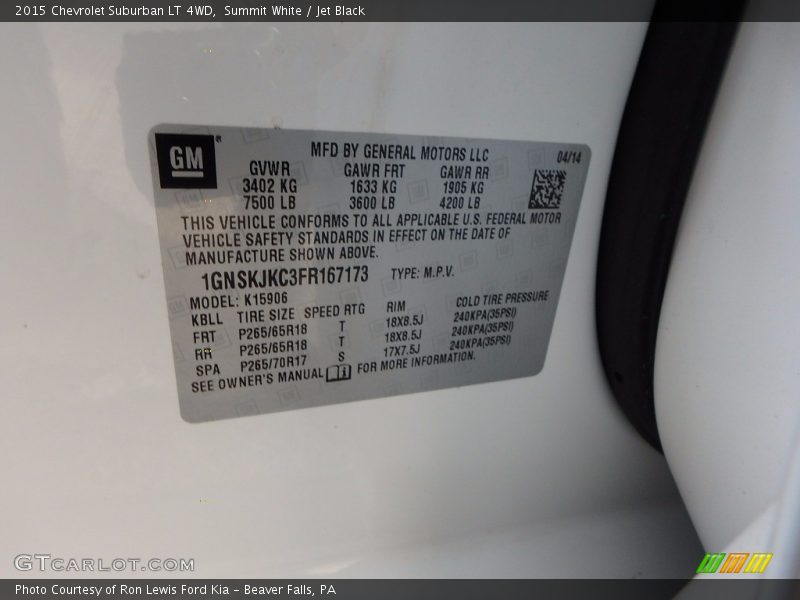 2015 Chevrolet Suburban LT 4WD, Summit White / Jet Black
GM
MFD BY GENERAL MOTORS LLC 04/14
GVWR GAWR FRT GAWR RR
3402 KG 1633 KG 1905 KG
7500 LB 3600 LB 4200 LB
THIS VEHICLE CONFORMS TO ALL APPLICABLE U.S. FEDERAL MOTOR
VEHICLE SAFETY STANDARDS IN EFFECT ON THE DATE OF
MANUFACTURE SHOWN ABOVE.
1GNSKJKC3FR167173 TYPE: M.P.V.
MODEL: K15906
KBLL TIRE SIZE SPEED RTG RIM COLD TIRE PRESSURE
FRT P265/65R18 T 18X8.5J 240KPA(35PSI)
RR P265/65R18 T 18X8.5J 240KPA(35PSI)
SPA P265/70R17 S 17X7.5J 240KPA(35PSI)
SEE OWNER'S MANUAL FOR MORE INFORMATION.
GTCARLOT.COM
Photo Courtesy of Ron Lewis Ford Kia - Beaver Falls, PA